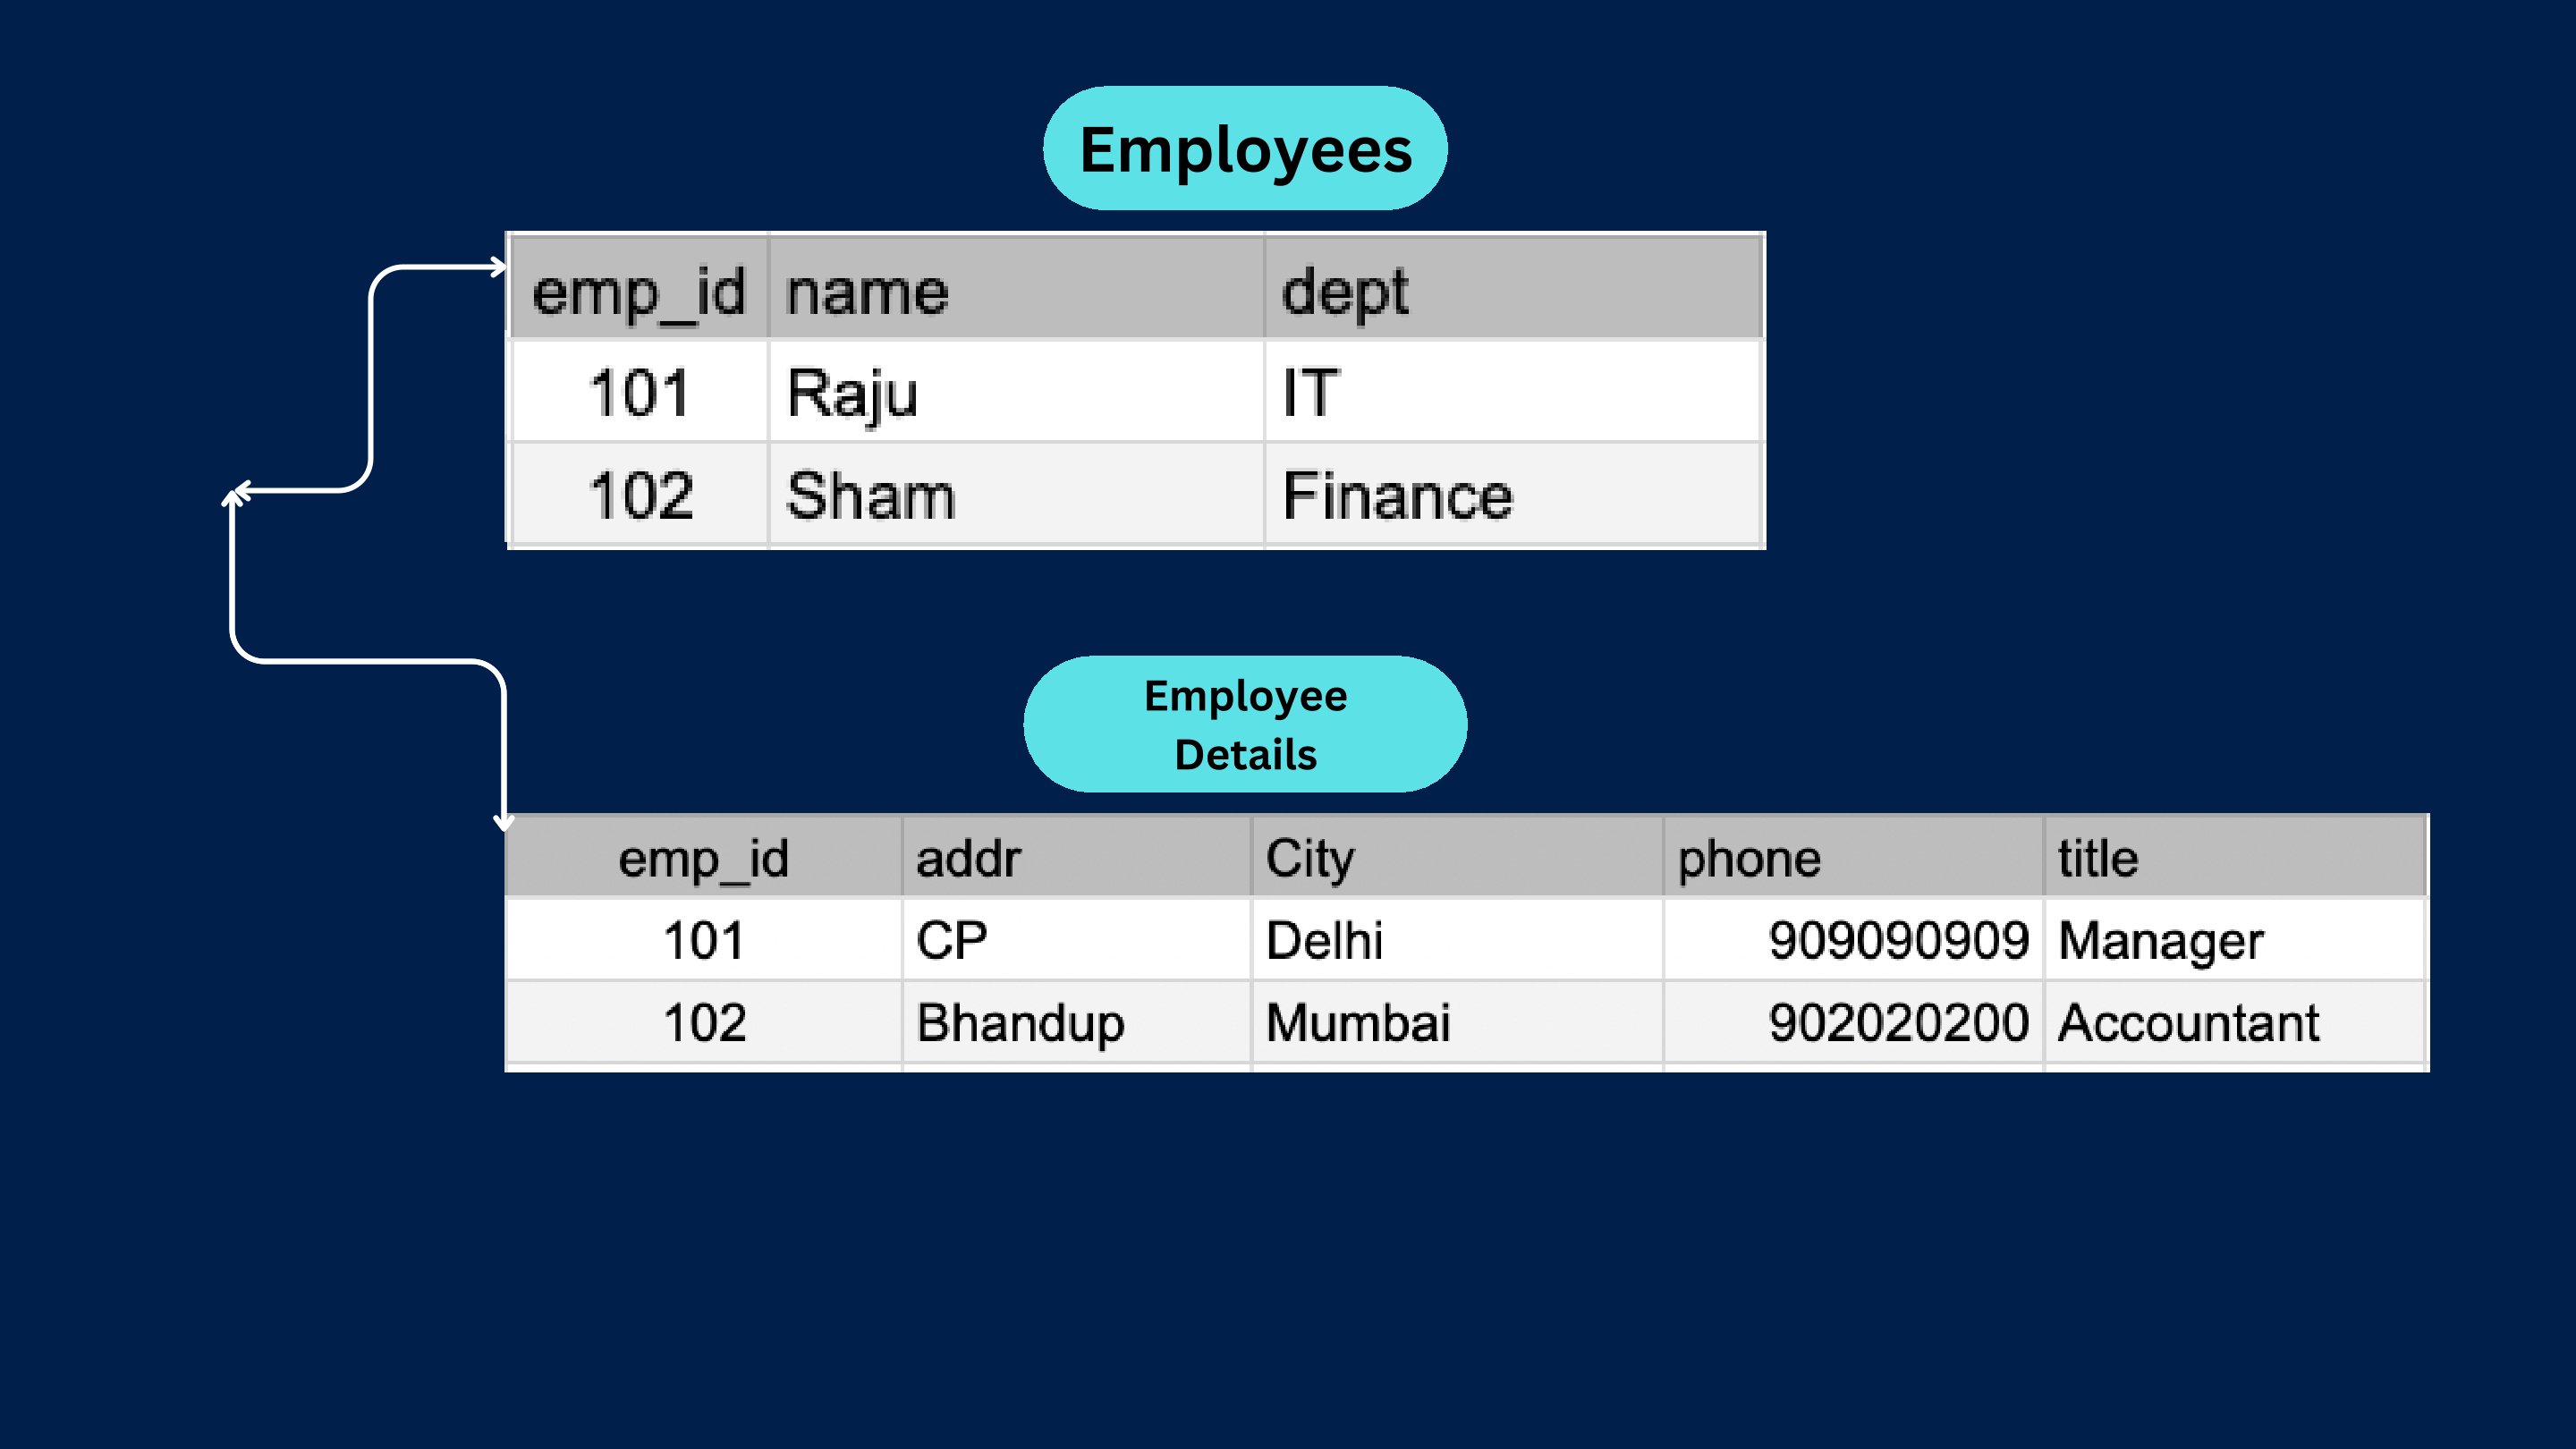 Employees
emp_id name dept
101 Raju IT
102 Sham Finance
Employee
Details
emp_id addr City phone title
101 CP Delhi 909090909 Manager
102 Bhandup Mumbai 902020200 Accountant